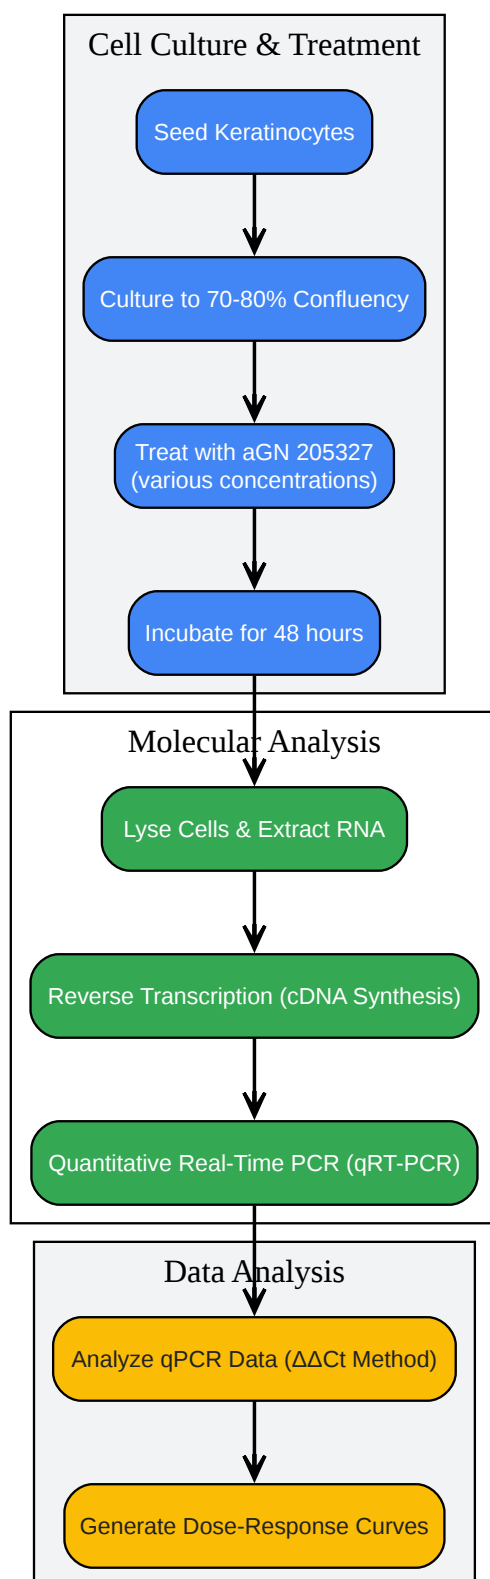 Cell Culture & Treatment
Seed Keratinocytes
Culture to 70-80% Confluency
Treat with aGN 205327
(various concentrations)
Incubate for 48 hours
Molecular Analysis
Lyse Cells & Extract RNA
Reverse Transcription (cDNA Synthesis)
Quantitative Real-Time PCR (qRT-PCR)
Data Analysis
Analyze qPCR Data (ΔΔCt Method)
Generate Dose-Response Curves